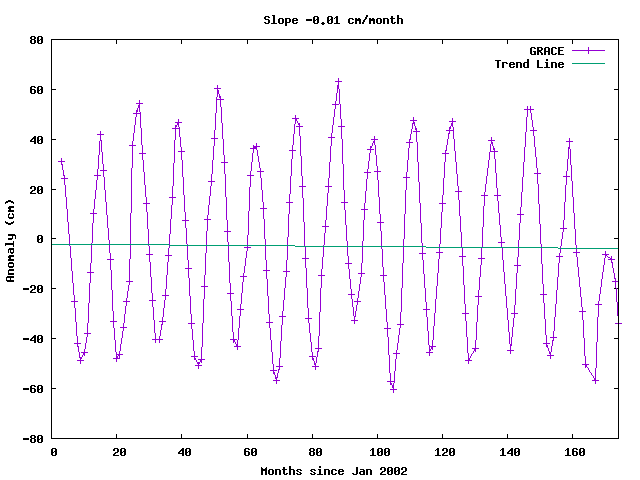 Slope -0.01 cm/month
GRACE
Trend Line
80
60
40
20
0
-20
-40
-60
-80
Anomaly (cm)
0 20 40 60 80 100 120 140 160
Months since Jan 2002